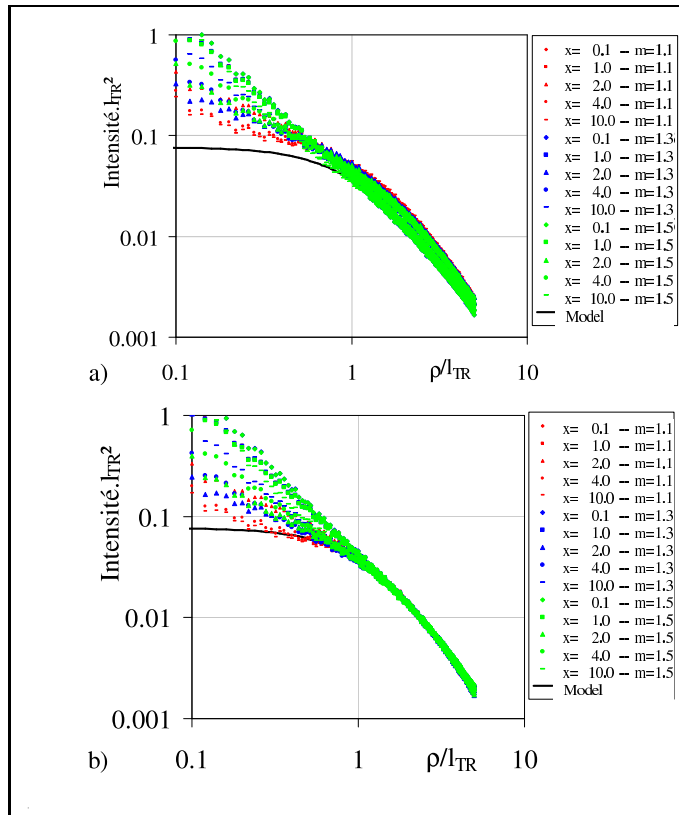 1
0.1
0.01
0.001
Intensité.lTR²
a)
0.1
1
ρ/lTR
10
x= 0.1 – m=1.1
x= 1.0 – m=1.1
x= 2.0 – m=1.1
x= 4.0 – m=1.1
x= 10.0 – m=1.1
x= 0.1 – m=1.3
x= 1.0 – m=1.3
x= 2.0 – m=1.3
x= 4.0 – m=1.3
x= 10.0 – m=1.3
x= 0.1 – m=1.5
x= 1.0 – m=1.5
x= 2.0 – m=1.5
x= 4.0 – m=1.5
x= 10.0 – m=1.5
Model
1
0.1
0.01
0.001
Intensité.lTR²
b)
0.1
1
ρ/lTR
10
x= 0.1 – m=1.1
x= 1.0 – m=1.1
x= 2.0 – m=1.1
x= 4.0 – m=1.1
x= 10.0 – m=1.1
x= 0.1 – m=1.3
x= 1.0 – m=1.3
x= 2.0 – m=1.3
x= 4.0 – m=1.3
x= 10.0 – m=1.3
x= 0.1 – m=1.5
x= 1.0 – m=1.5
x= 2.0 – m=1.5
x= 4.0 – m=1.5
x= 10.0 – m=1.5
Model